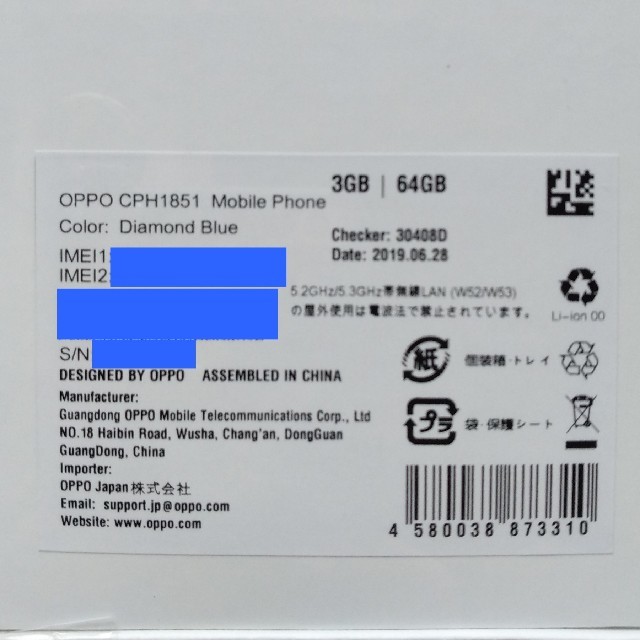 3GB | 64GB
OPPO CPH1851 Mobile Phone
Color: Diamond Blue
Checker: 30408D
Date: 2019.06.28
IMEI1:
IMEI2:
5.2GHz/5.3GHz帯無線LAN (W52/W53)
の屋外使用は電波法で禁止されています。
Li-ion 00
S/N
DESIGNED BY OPPO ASSEMBLED IN CHINA
紙 個装箱・トレイ
Manufacturer:
Guangdong OPPO Mobile Telecommunications Corp., Ltd
NO.18 Haibin Road, Wusha, Chang'an, DongGuan
GuangDong, China
プラ 袋・保護シート
Importer:
OPPO Japan株式会社
Email: support.jp@oppo.com
Website: www.oppo.com
4 580038 873310